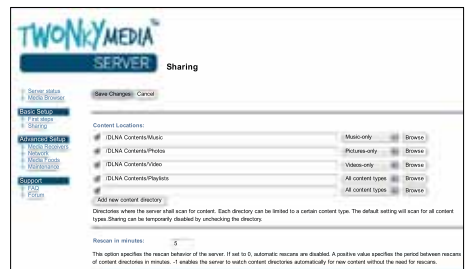 TWONKYMEDIA
SERVER
Sharing
Server status
Media Browser
Save Changes Cancel
Basic Setup
First steps
Sharing
Content Locations:
Advanced Setup
Media Receivers
Network
Media Feeds
Maintenance
/DLNA Contents/Music Music-only Browse
/DLNA Contents/Photos Pictures-only Browse
/DLNA Contents/Video Videos-only Browse
Support
FAQ
Forum
/DLNA Contents/Playlists All content types Browse
All content types Browse
Add new content directory
Directories where the server shall scan for content. Each directory can be limited to a certain content type. The default setting will scan for all content
types.Sharing can be temporarily disabled by unchecking the directory.
Rescan in minutes: 5
This option specifies the rescan behavior of the server. If set to 0, automatic rescans are disabled. A positive value specifies the period between rescans
of content directories in minutes. -1 enables the server to watch content directories automatically for new content without the need for rescans.